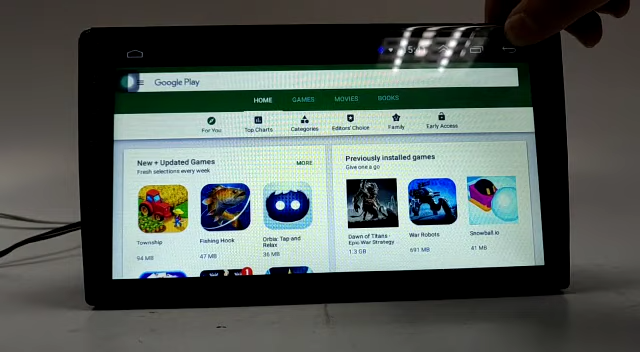 Google Play
HOME GAMES MOVIES BOOKS
For You Top Charts Categories Editors' Choice Family Early Access
New + Updated Games
Fresh selections every week
MORE
Township
94 MB
Fishing Hook
47 MB
Orbia: Tap and
Relax
36 MB
Previously installed games
Give one a go
Dawn of Titans -
Epic War Strategy
1.3 GB
War Robots
691 MB
Snowball.io
41 MB
1